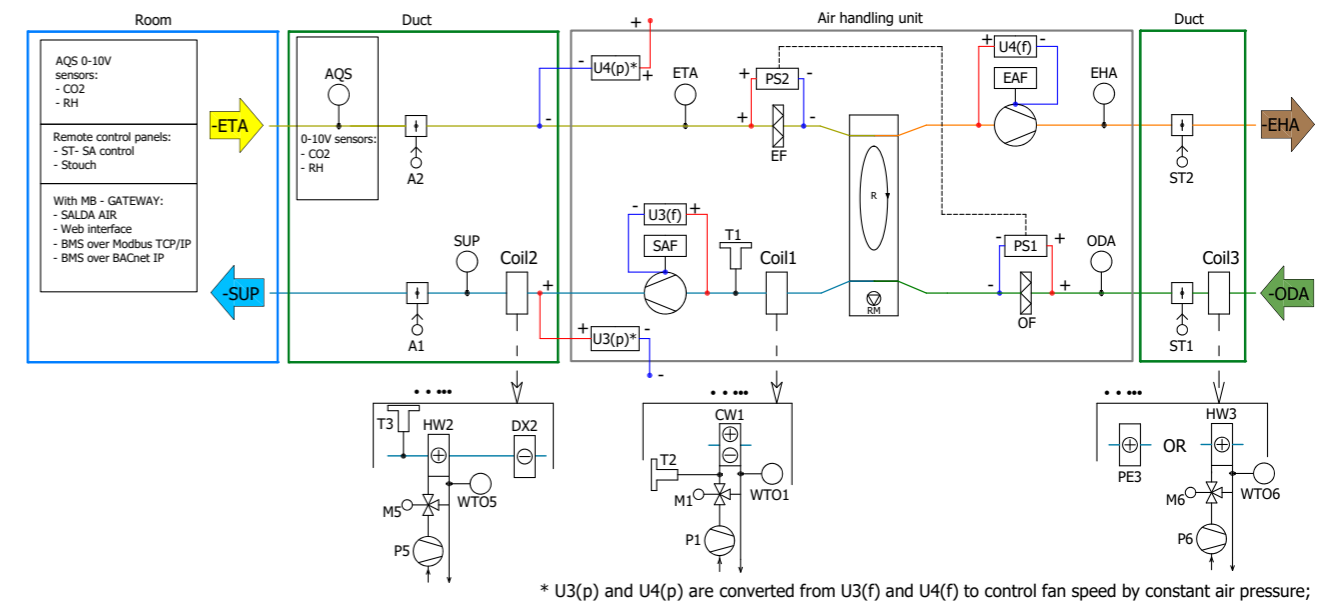 Room
Duct
Air handling unit
Duct
AQS 0-10V
sensors:
- CO2
- RH
Remote control panels:
- ST- SA control
- Stouch
With MB - GATEWAY:
- SALDA AIR
- Web interface
- BMS over Modbus TCP/IP
- BMS over BACnet IP
-ETA
-SUP
AQS
0-10V sensors:
- CO2
- RH
A2
SUP
Coil2
A1
+
-
U4(p)*
+
-
ETA
+
PS2
-
+
-
EF
+
U4(f)
-
EAF
EHA
+
ST2
-EHA
-
U3(f)
+
SAF
T1
Coil1
R
RM
-
PS1
+
ODA
-
+
OF
Coil3
ST1
-ODA
+
+
U3(p)*
-
-
T3
HW2
DX2
WTO5
M5
P5
CW1
T2
M1
WTO1
P1
PE3
OR
HW3
M6
WTO6
P6
* U3(p) and U4(p) are converted from U3(f) and U4(f) to control fan speed by constant air pressure;